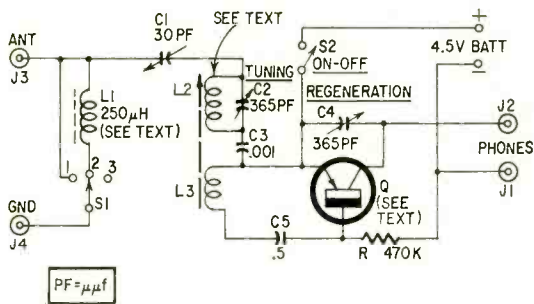 ANT
J3
C1
30PF
SEE TEXT
L1
250µH
(SEE TEXT)
1
2
3
S1
GND
J4
L2
TUNING
C2
365PF
C3
.001
L3
S2
ON-OFF
+
4.5V BATT
−
REGENERATION
C4
365PF
J2
PHONES
J1
Q
(SEE
TEXT)
C5
.5
R 470K
PF=µµf